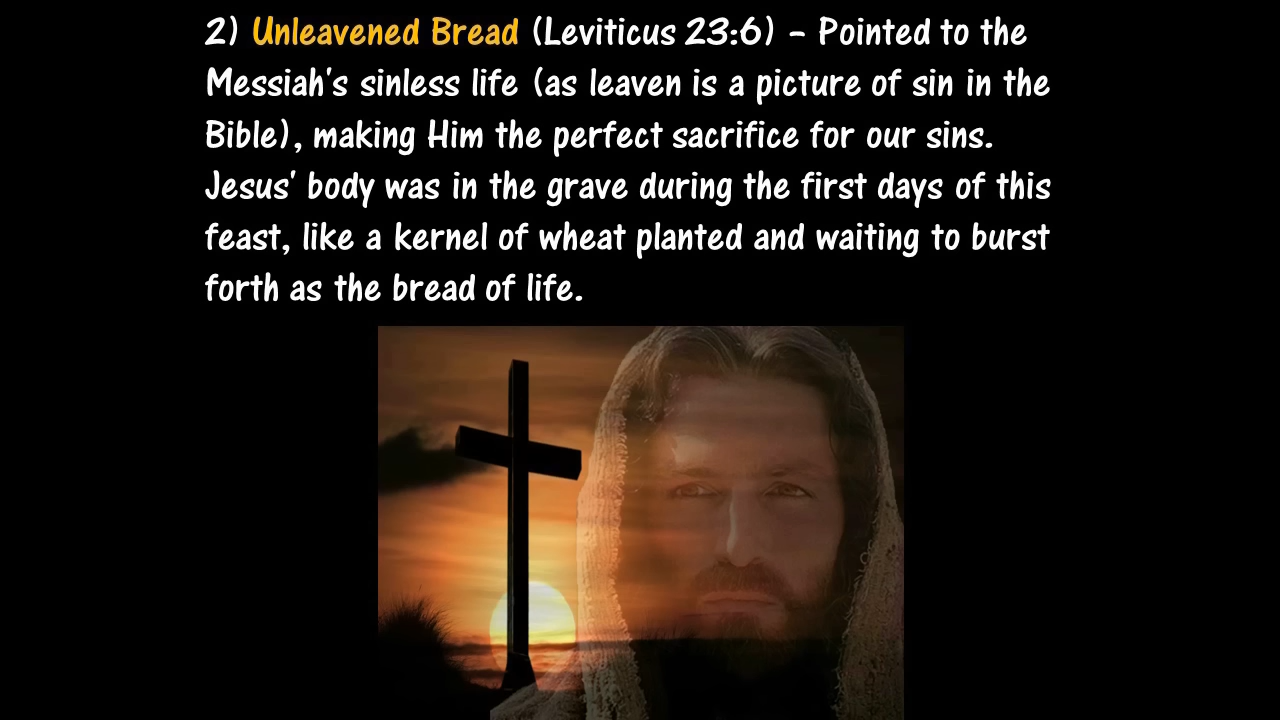 2) Unleavened Bread (Leviticus 23:6) – Pointed to the
Messiah's sinless life (as leaven is a picture of sin in the
Bible), making Him the perfect sacrifice for our sins.
Jesus' body was in the grave during the first days of this
feast, like a kernel of wheat planted and waiting to burst
forth as the bread of life.